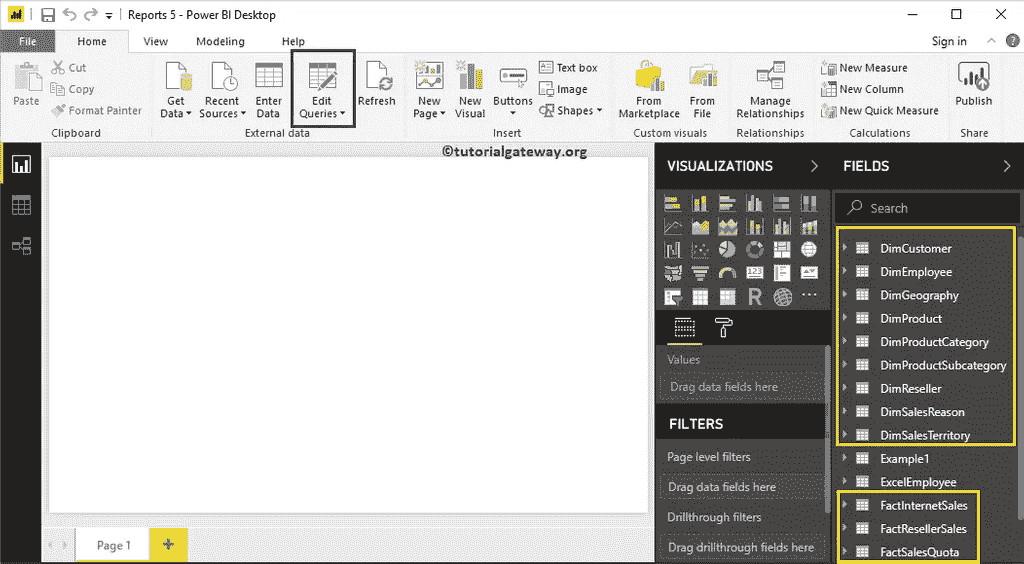 Reports 5 - Power BI Desktop
File Home View Modeling Help Sign in
Paste
Cut
Copy
Format Painter
Clipboard
Get Data
Recent Sources
Enter Data
Edit Queries
Refresh
External data
New Page
New Visual
Buttons
Text box
Image
Shapes
Insert
From Marketplace
From File
Custom visuals
Manage Relationships
Relationships
New Measure
New Column
New Quick Measure
Calculations
Publish
Share
©tutorialgateway.org
VISUALIZATIONS
123
R
Values
Drag data fields here
FILTERS
Page level filters
Drag data fields here
Drillthrough filters
Drag drillthrough fields here
FIELDS
Search
DimCustomer
DimEmployee
DimGeography
DimProduct
DimProductCategory
DimProductSubcategory
DimReseller
DimSalesReason
DimSalesTerritory
Example1
ExcelEmployee
FactInternetSales
FactResellerSales
FactSalesQuota
Page 1